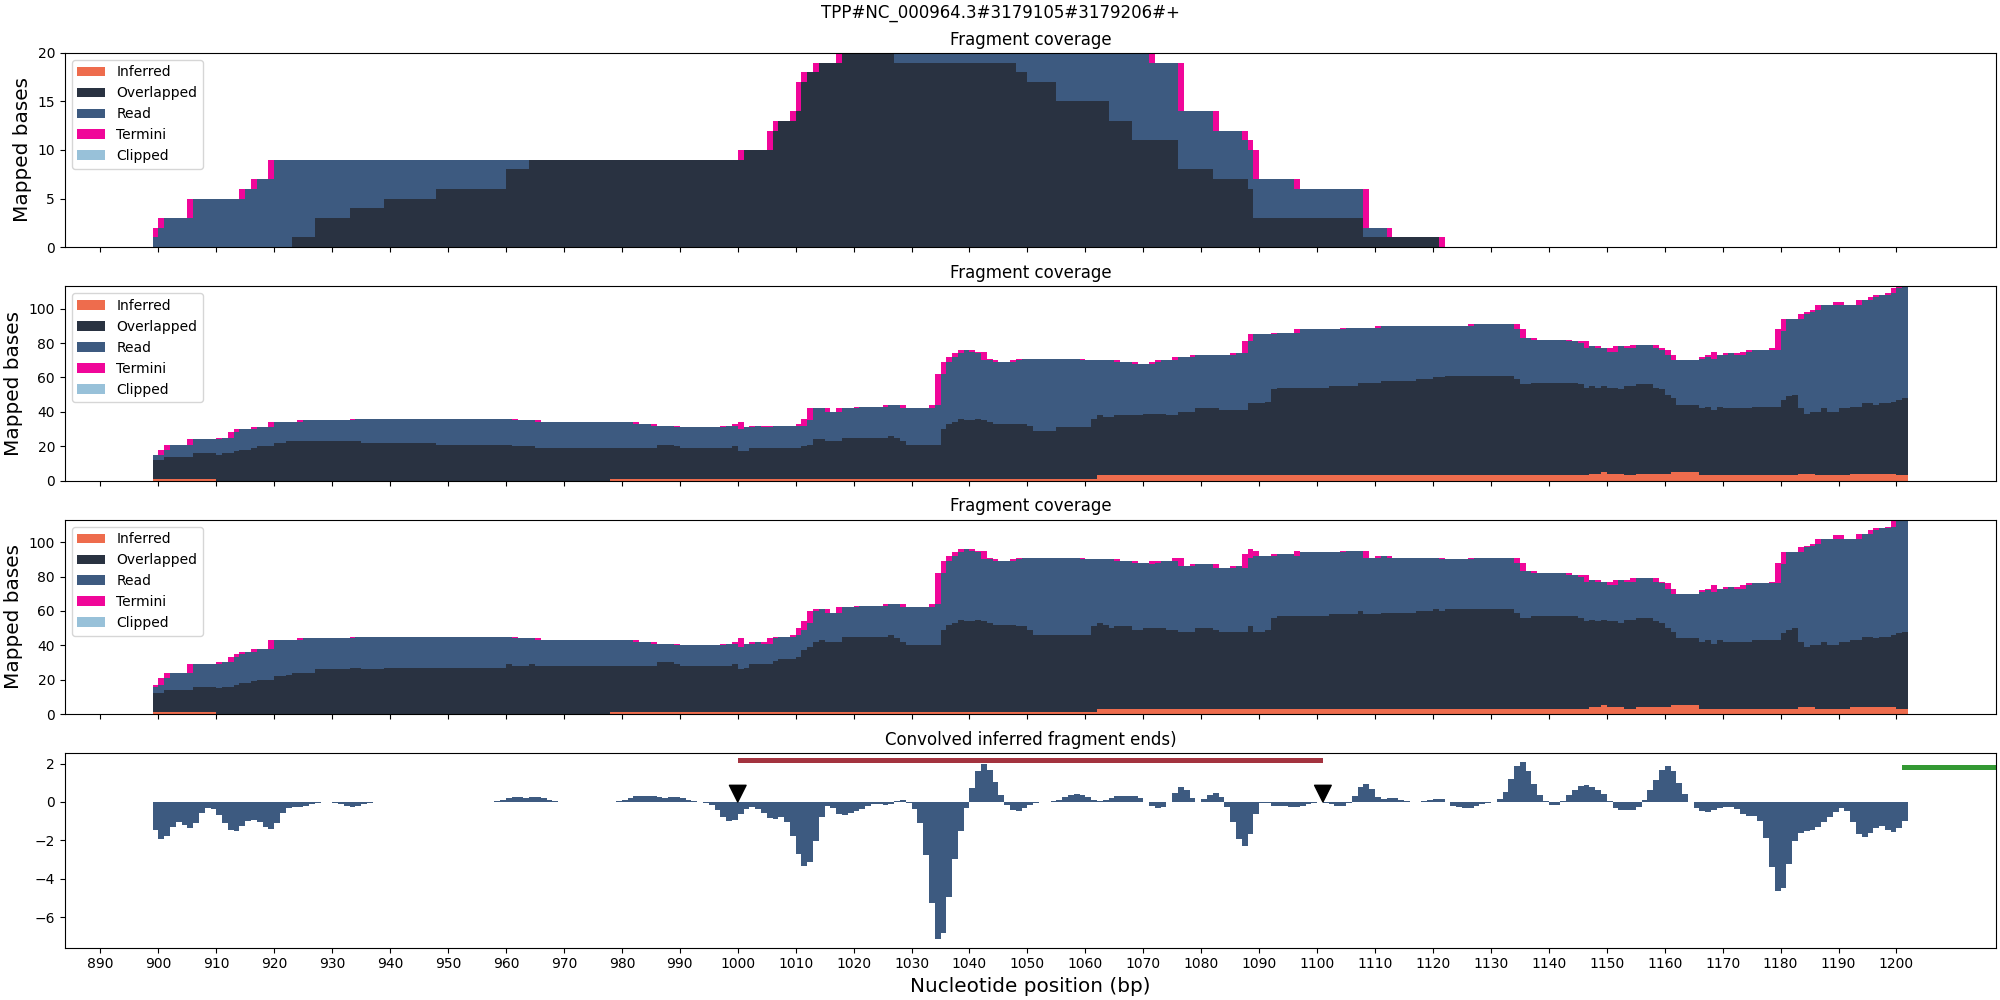 TPP#NC_000964.3#3179105#3179206#+
Fragment coverage
Mapped bases
20
15
10
5
0
Inferred
Overlapped
Read
Termini
Clipped
Fragment coverage
Mapped bases
100
80
60
40
20
0
Inferred
Overlapped
Read
Termini
Clipped
Fragment coverage
Mapped bases
100
80
60
40
20
0
Inferred
Overlapped
Read
Termini
Clipped
Convolved inferred fragment ends)
2
0
−2
−4
−6
890 900 910 920 930 940 950 960 970 980 990 1000 1010 1020 1030 1040 1050 1060 1070 1080 1090 1100 1110 1120 1130 1140 1150 1160 1170 1180 1190 1200
Nucleotide position (bp)